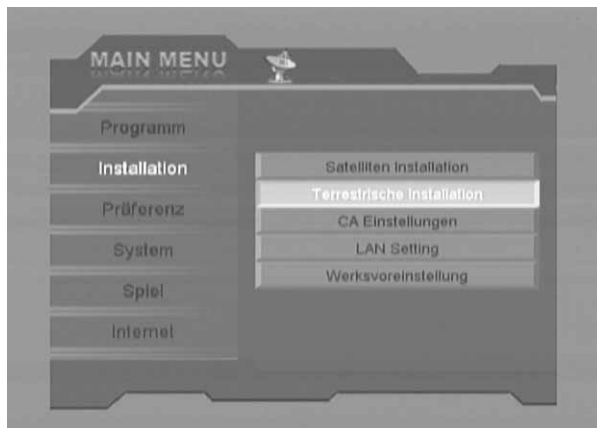 MAIN MENU
Programm
Installation
Präferenz
System
Spiel
Internet
Satelliten Installation
Terrestrische Installation
CA Einstellungen
LAN Setting
Werksvoreinstellung